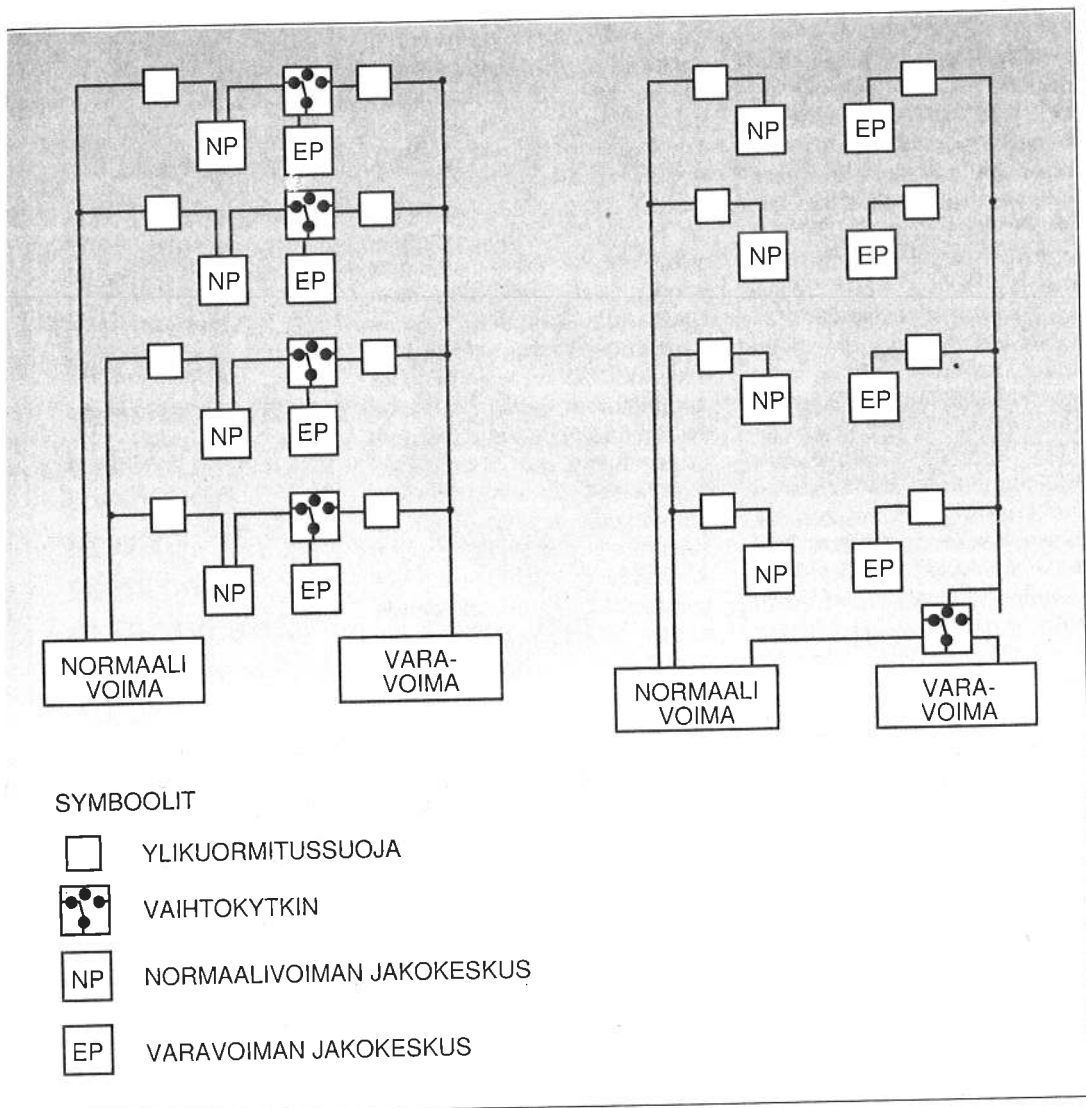 NP
EP
NP
EP
NP
EP
NP
EP
NORMAALI
VOIMA
VARA-
VOIMA
NP
EP
NP
EP
NP
EP
NP
EP
NORMAALI
VOIMA
VARA-
VOIMA
SYMBOOLIT
YLIKUORMITUSSUOJA
VAIHTOKYTKIN
NP NORMAALIVOIMAN JAKOKESKUS
EP VARAVOIMAN JAKOKESKUS